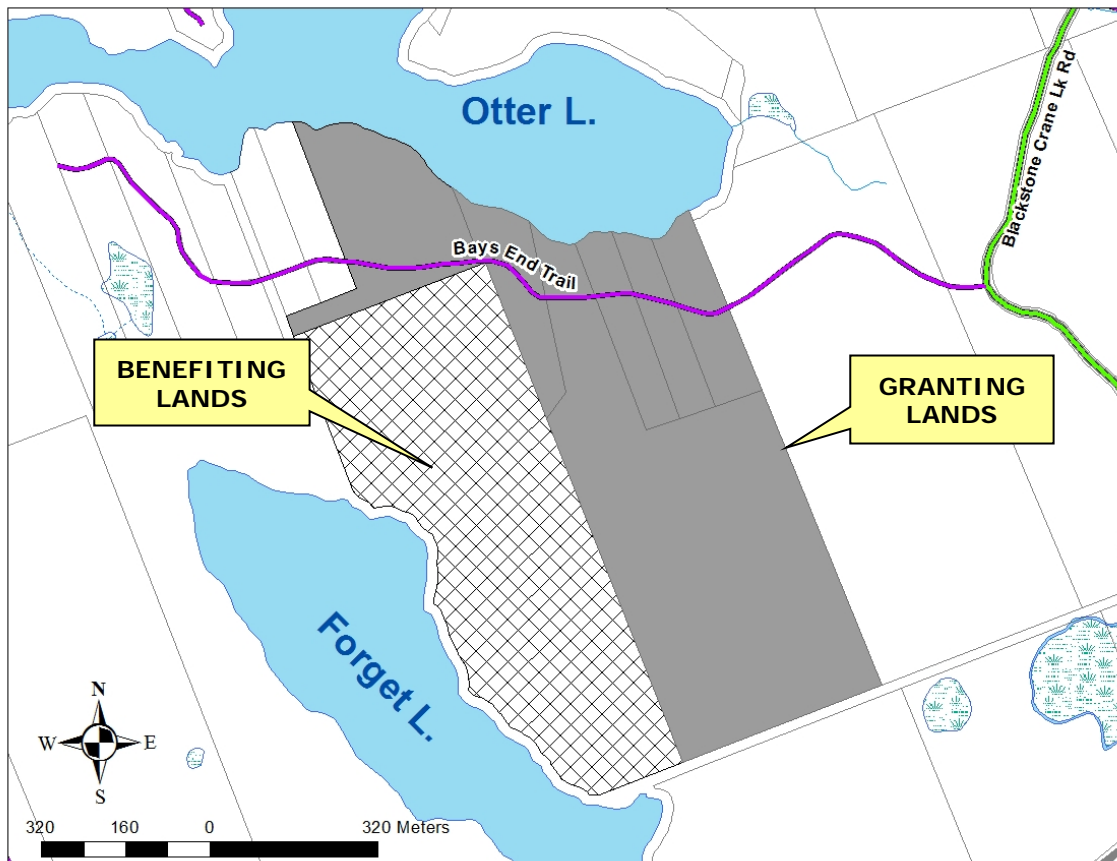 Otter L.
Blackstone Crane Lk Rd
Bays End Trail
BENEFITING
LANDS
GRANTING
LANDS
Forget L.
N
W
E
S
320 160 0 320 Meters